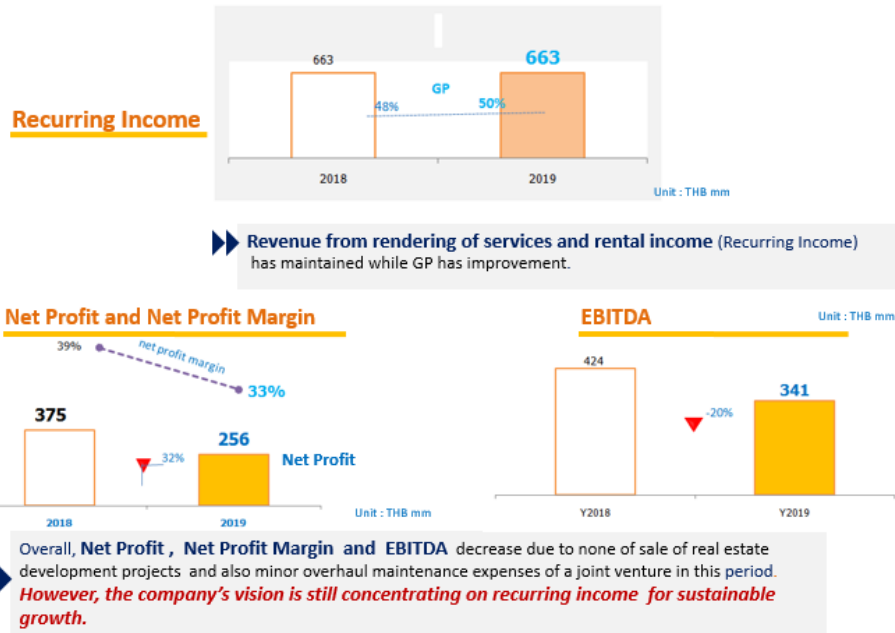 663
663
GP
48%
50%
Recurring Income
2018
2019
Unit : THB mm
Revenue from rendering of services and rental income (Recurring Income)
has maintained while GP has improvement.
Net Profit and Net Profit Margin
39%
net profit margin
33%
375
256
32%
Net Profit
2018
2019
Unit : THB mm
EBITDA
Unit : THB mm
424
341
-20%
Y2018
Y2019
Overall, Net Profit , Net Profit Margin and EBITDA decrease due to none of sale of real estate
development projects and also minor overhaul maintenance expenses of a joint venture in this period.
However, the company's vision is still concentrating on recurring income for sustainable
growth.